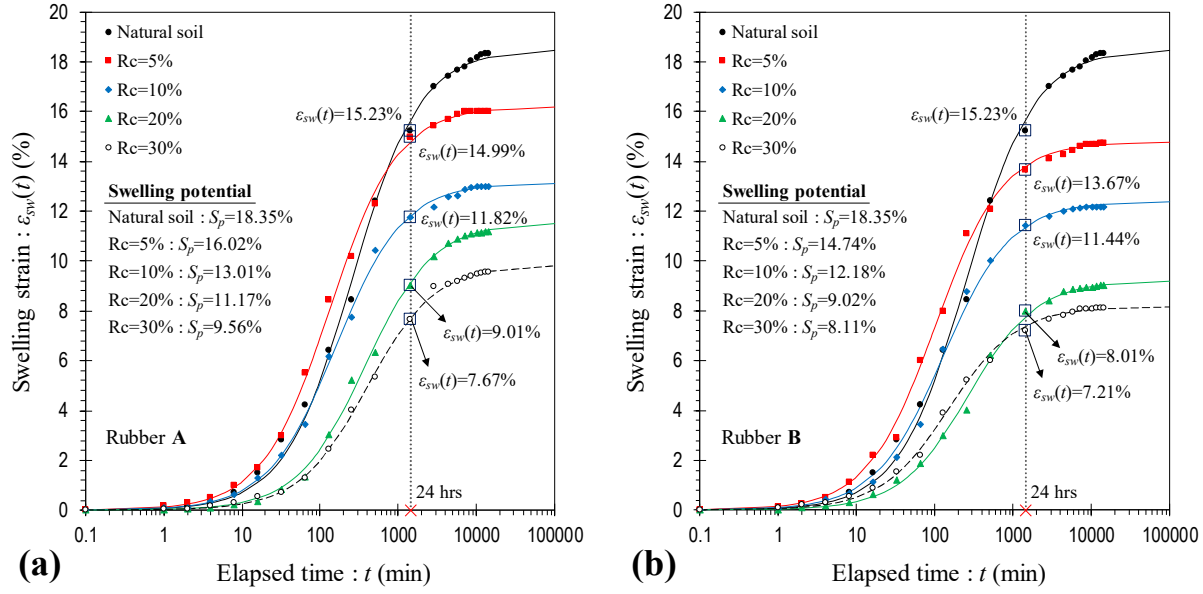 20
18
16
14
12
10
8
6
4
2
0
Swelling strain : εsw(t) (%)
Natural soil
Rc=5%
Rc=10%
Rc=20%
Rc=30%
Swelling potential
Natural soil : Sp=18.35%
Rc=5% : Sp=16.02%
Rc=10% : Sp=13.01%
Rc=20% : Sp=11.17%
Rc=30% : Sp=9.56%
εsw(t)=15.23%
εsw(t)=14.99%
εsw(t)=11.82%
εsw(t)=9.01%
εsw(t)=7.67%
Rubber A
24 hrs
0.1 1 10 100 1000 10000 100000
Elapsed time : t (min)
(a)
20
18
16
14
12
10
8
6
4
2
0
Swelling strain : εsw(t) (%)
Natural soil
Rc=5%
Rc=10%
Rc=20%
Rc=30%
Swelling potential
Natural soil : Sp=18.35%
Rc=5% : Sp=14.74%
Rc=10% : Sp=12.18%
Rc=20% : Sp=9.02%
Rc=30% : Sp=8.11%
εsw(t)=15.23%
εsw(t)=13.67%
εsw(t)=11.44%
εsw(t)=8.01%
εsw(t)=7.21%
Rubber B
24 hrs
0.1 1 10 100 1000 10000 100000
Elapsed time : t (min)
(b)